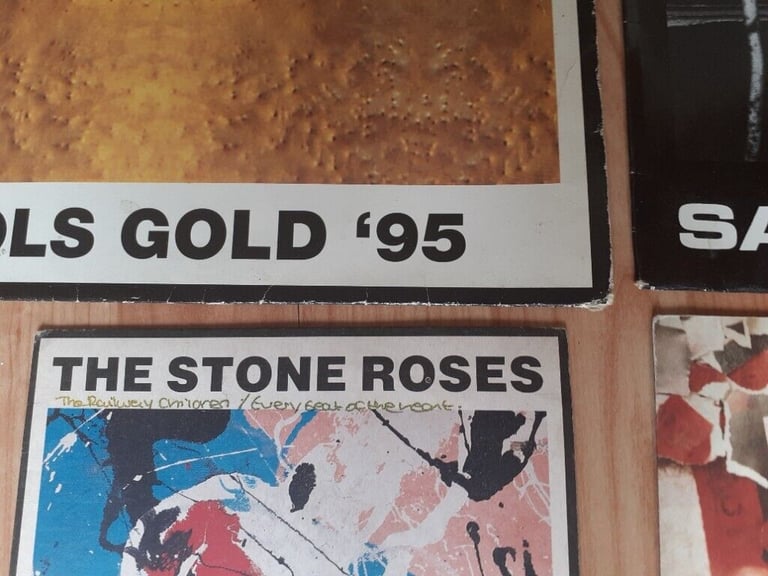 OLS GOLD ‘95
SA
THE STONE ROSES
The Railway Children / Every beat of the heart